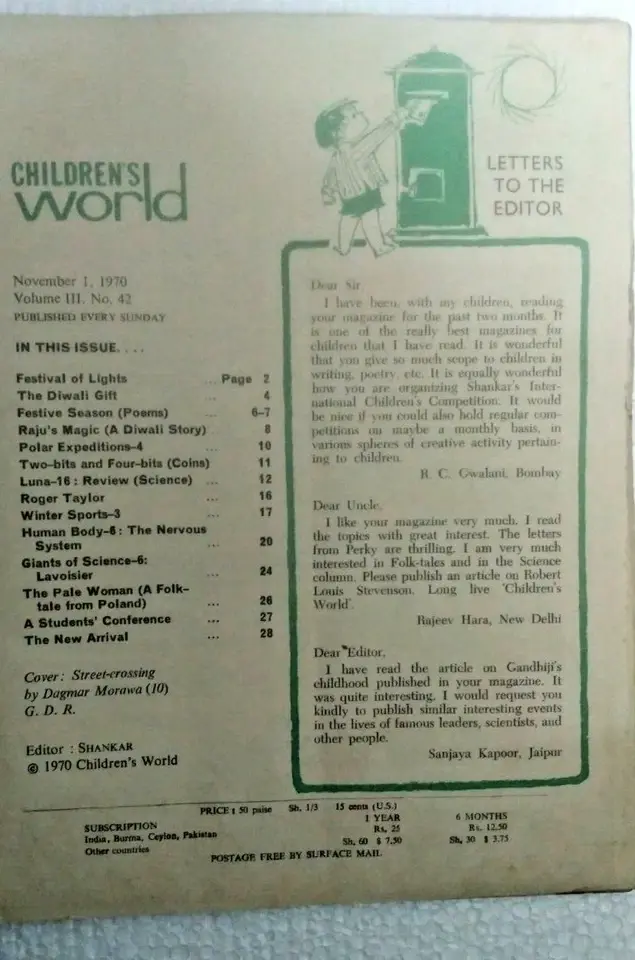 CHILDREN'S
world
November 1, 1970
Volume III. No. 42
PUBLISHED EVERY SUNDAY
IN THIS ISSUE. . . .
Festival of Lights ... Page 2
The Diwali Gift ... 4
Festive Season (Poems) ... 6-7
Raju's Magic (A Diwali Story) 8
Polar Expeditions-4 ... 10
Two-bits and Four-bits (Coins) 11
Luna-16 : Review (Science) ... 12
Roger Taylor ... 16
Winter Sports-3 ... 17
Human Body-6 : The Nervous
System ... 20
Giants of Science-6:
Lavoisier ... 24
The Pale Woman (A Folk-
tale from Poland) ... 26
A Students' Conference ... 27
The New Arrival ... 28
Cover: Street-crossing
by Dagmar Morawa (10)
G. D. R.
Editor : SHANKAR
© 1970 Children's World
LETTERS
TO THE
EDITOR
Dear Sir
I have been, with my children, reading
your magazine for the past two months. It
is one of the really best magazines for
children that I have read. It is wonderful
that you give so much scope to children in
writing, poetry, etc. It is equally wonderful
how you are organizing Shankar's Inter-
national Children's Competition. It would
be nice if you could also hold regular com-
petitions on maybe a monthly basis, in
various spheres of creative activity pertain-
ing to children.
R. C. Gwalani, Bombay
Dear Uncle,
I like your magazine very much. I read
the topics with great interest. The letters
from Perky are thrilling. I am very much
interested in Folk-tales and in the Science
column. Please publish an article on Robert
Louis Stevenson. Long live 'Children's
World'.
Rajeev Hara, New Delhi
Dear Editor,
I have read the article on Gandhiji's
childhood published in your magazine. It
was quite interesting. I would request you
kindly to publish similar interesting events
in the lives of famous leaders, scientists, and
other people.
Sanjaya Kapoor, Jaipur
PRICE : 50 paise Sh. 1/3 15 cents (U.S.)
SUBSCRIPTION 1 YEAR 6 MONTHS
India, Burma, Ceylon, Pakistan Rs. 25 Rs. 12.50
Other countries Sh. 60 $ 7.50 Sh. 30 $ 3.75
POSTAGE FREE BY SURFACE MAIL